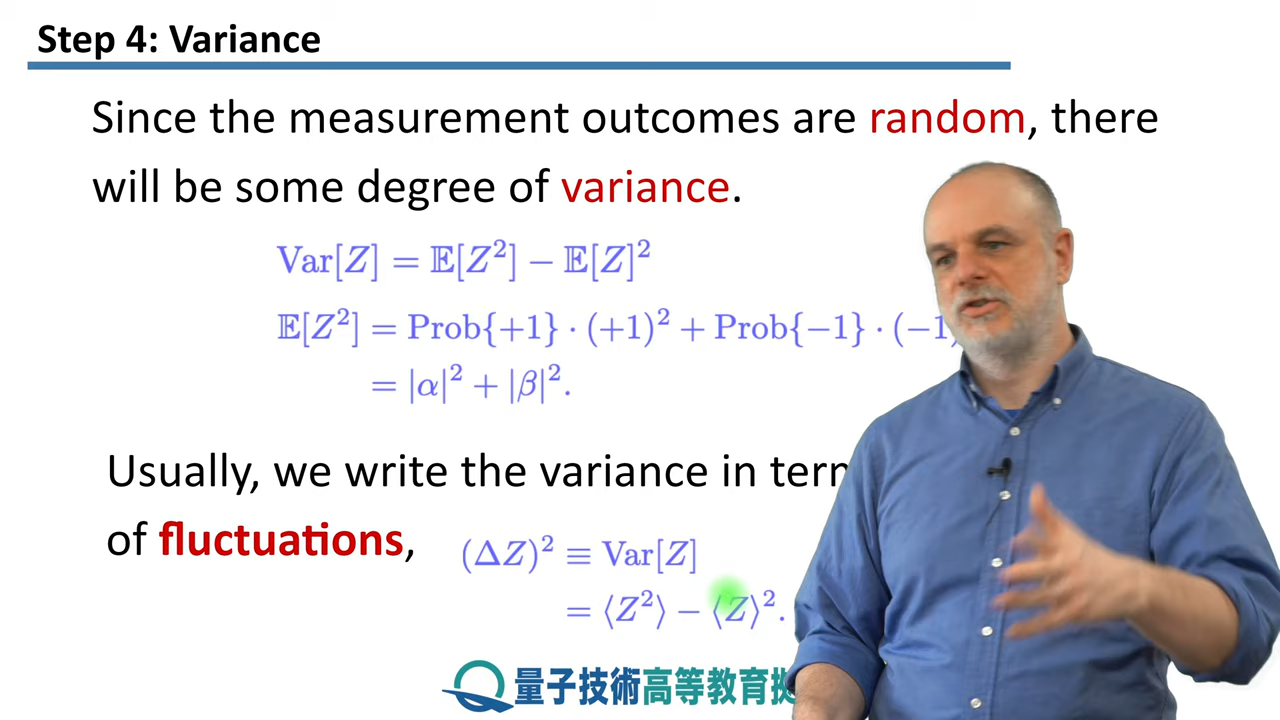 Step 4: Variance
Since the measurement outcomes are random, there
will be some degree of variance.
Var[Z] = 𝔼[Z²] − 𝔼[Z]²
𝔼[Z²] = Prob{+1} · (+1)² + Prob{−1} · (−1)
= |α|² + |β|².
Usually, we write the variance in
of fluctuations,
(ΔZ)² ≡ Var[Z]
= ⟨Z²⟩ − ⟨Z⟩².
量子技術高等教育拠